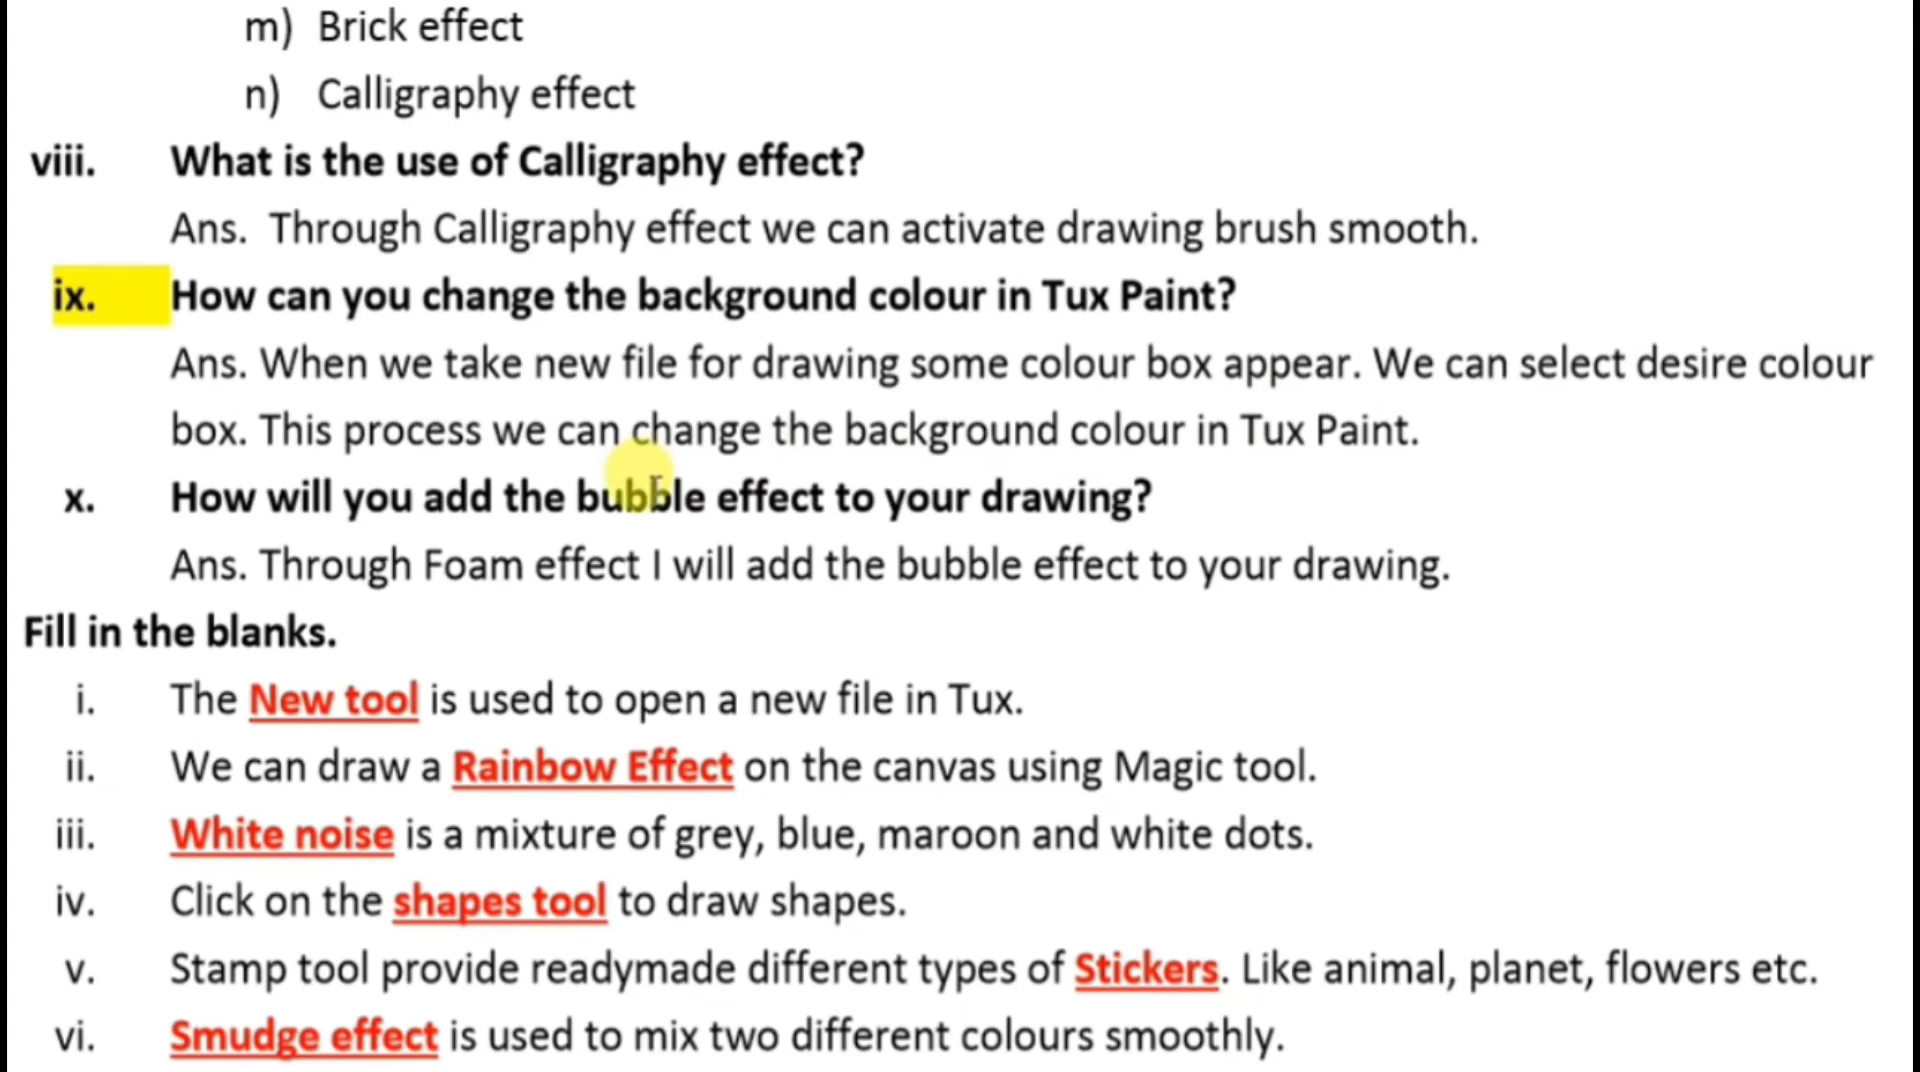 m) Brick effect
n) Calligraphy effect
viii. What is the use of Calligraphy effect?
Ans. Through Calligraphy effect we can activate drawing brush smooth.
ix. How can you change the background colour in Tux Paint?
Ans. When we take new file for drawing some colour box appear. We can select desire colour
box. This process we can change the background colour in Tux Paint.
x. How will you add the bubble effect to your drawing?
Ans. Through Foam effect I will add the bubble effect to your drawing.
Fill in the blanks.
i. The New tool is used to open a new file in Tux.
ii. We can draw a Rainbow Effect on the canvas using Magic tool.
iii. White noise is a mixture of grey, blue, maroon and white dots.
iv. Click on the shapes tool to draw shapes.
v. Stamp tool provide readymade different types of Stickers. Like animal, planet, flowers etc.
vi. Smudge effect is used to mix two different colours smoothly.